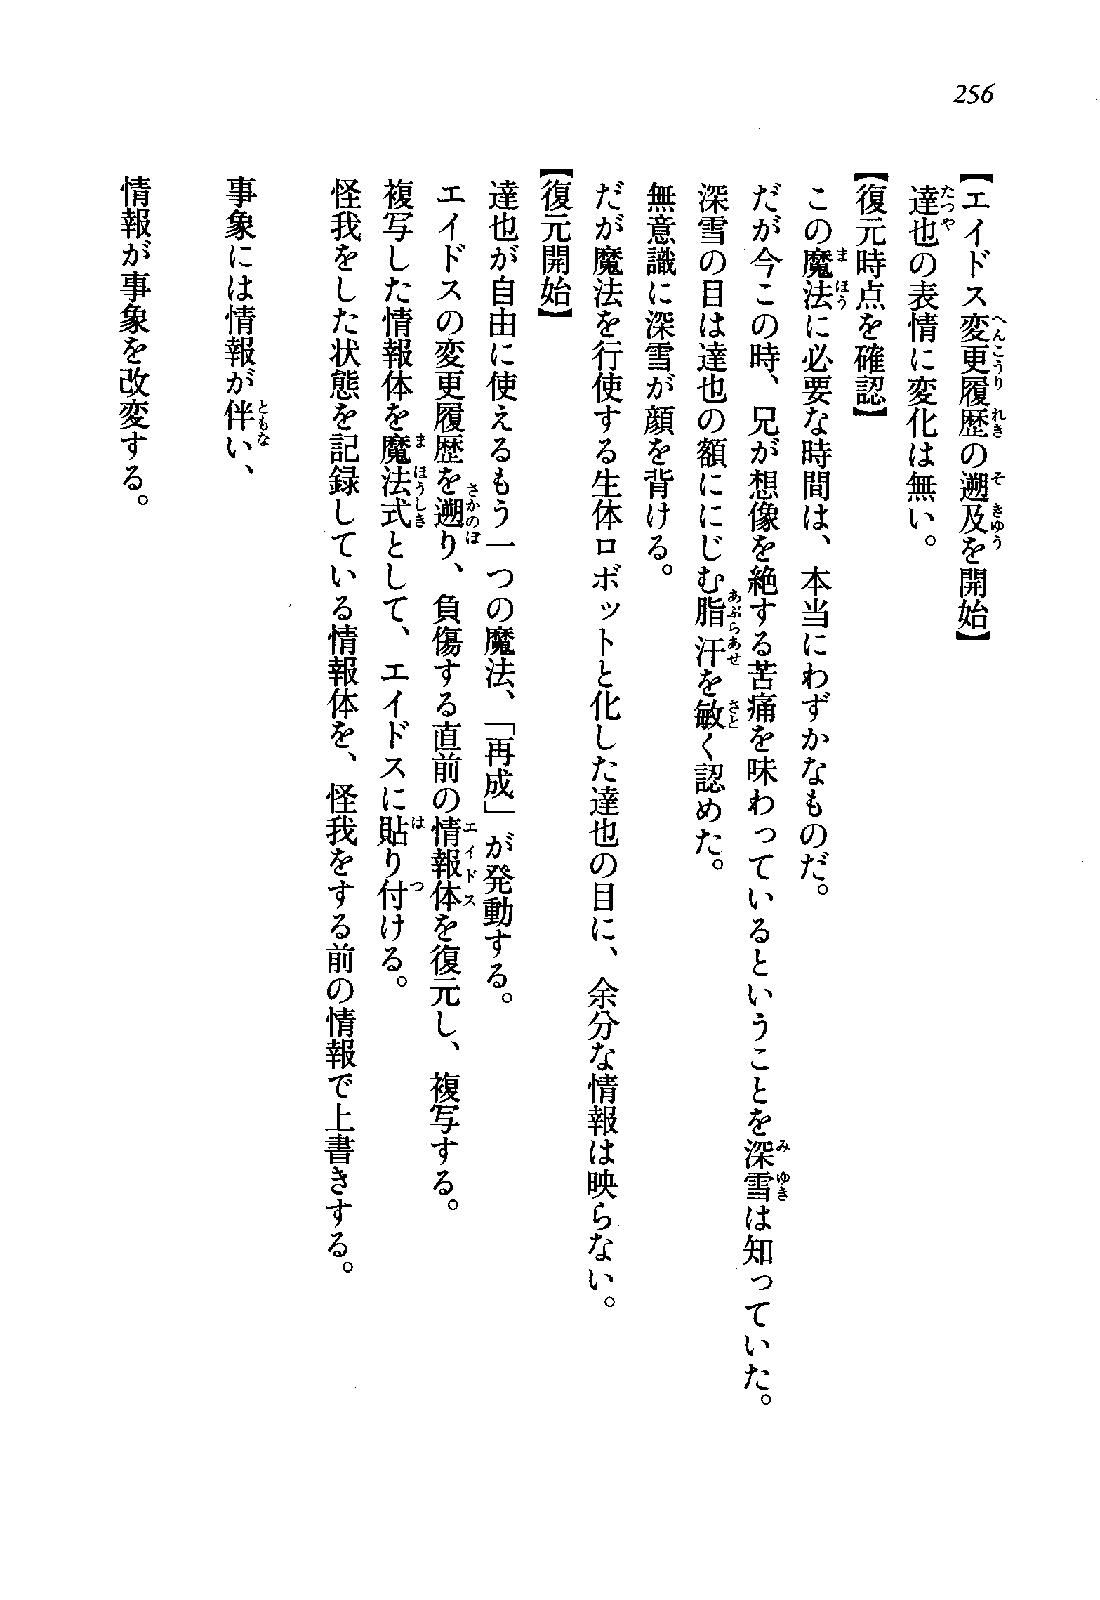 256
【エイドス変更履歴の遡及を開始】
達也の表情に変化は無い。
【復元時点を確認】
この魔法に必要な時間は、本当にわずかなものだ。
だが今この時、兄が想像を絶する苦痛を味わっているということを深雪は知っていた。
深雪の目は達也の額ににじむ脂汗を敏く認めた。
無意識に深雪が顔を背ける。
だが魔法を行使する生体ロボットと化した達也の目に、余分な情報は映らない。
【復元開始】
達也が自由に使えるもう一つの魔法、「再成」が発動する。
エイドスの変更履歴を遡り、負傷する直前の情報体を復元し、複写する。
複写した情報体を魔法式として、エイドスに貼り付ける。
怪我をした状態を記録している情報体を、怪我をする前の情報で上書きする。
事象には情報が伴い、
情報が事象を改変する。